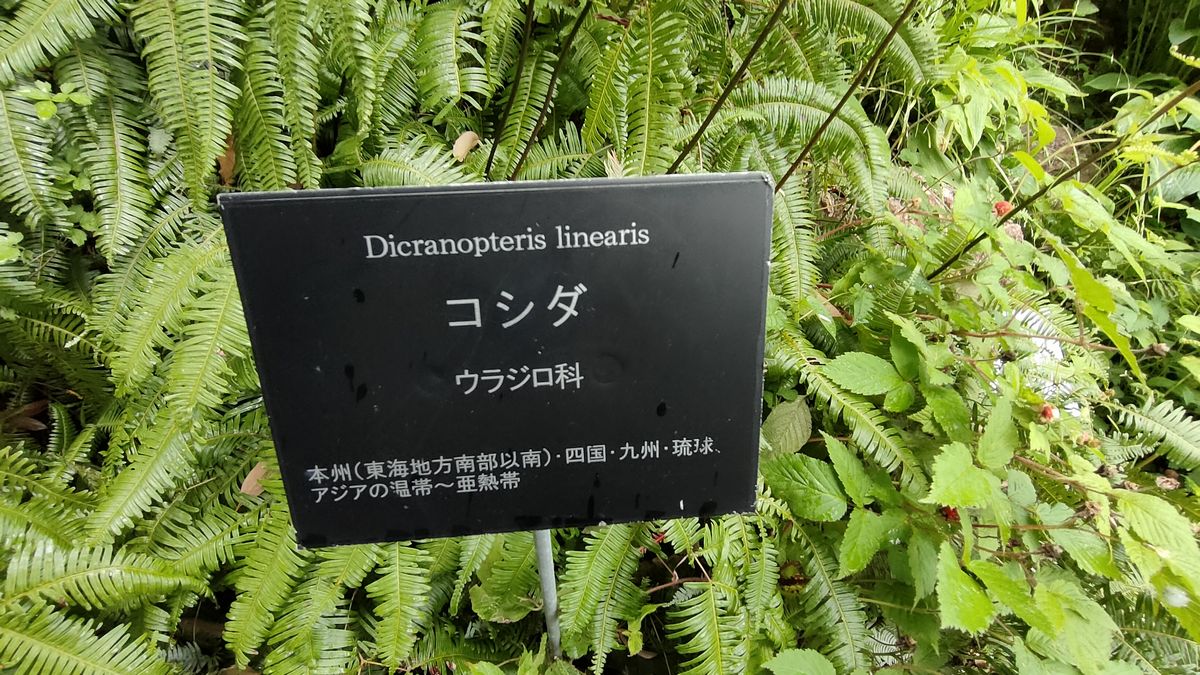 Dicranopteris linearis
コシダ
ウラジロ科
本州(東海地方南部以南)･四国･九州･琉球、
アジアの温帯～亜熱帯